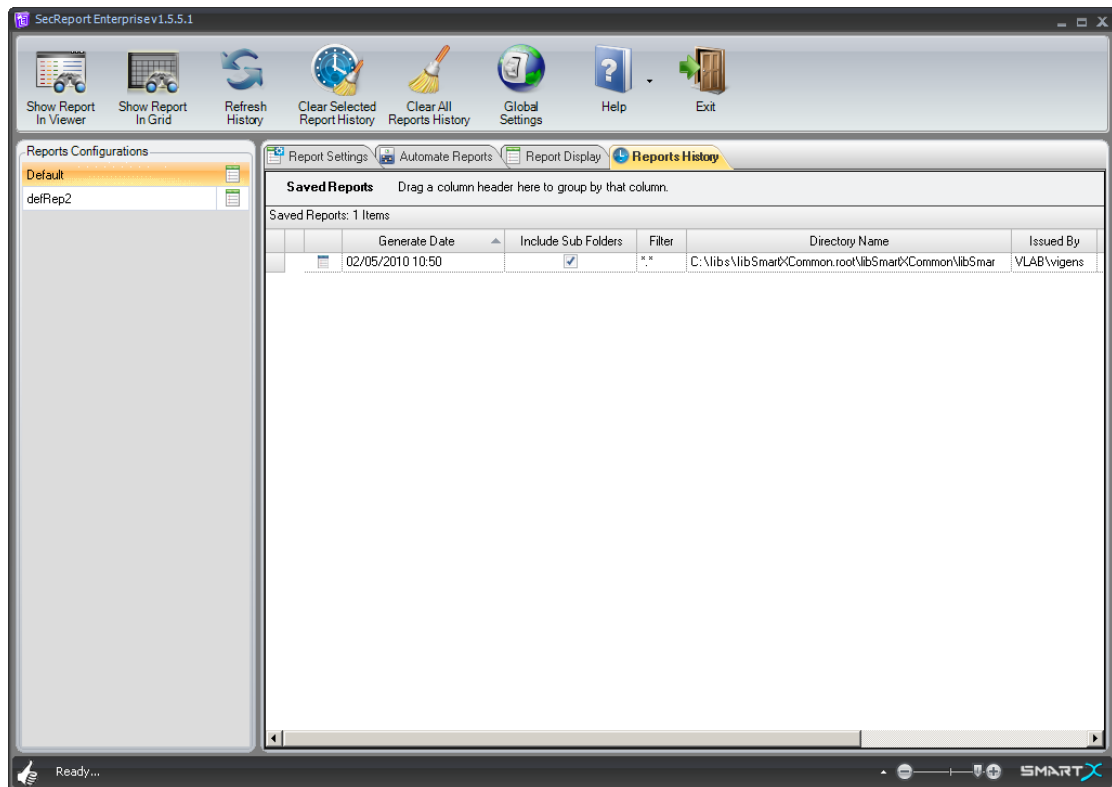 SecReport Enterprise v1.5.5.1
Show Report In Viewer
Show Report In Grid
Refresh History
Clear Selected Report History
Clear All Reports History
Global Settings
Help
Exit
Reports Configurations
Default
defRep2
Report Settings
Automate Reports
Report Display
Reports History
Saved Reports Drag a column header here to group by that column.
Saved Reports: 1 Items
Generate Date Include Sub Folders Filter Directory Name Issued By
02/05/2010 10:50 *.* C:\libs\libSmartXCommon.root\libSmartXCommon\libSmar VLAB\vigens
Ready...
SMARTX